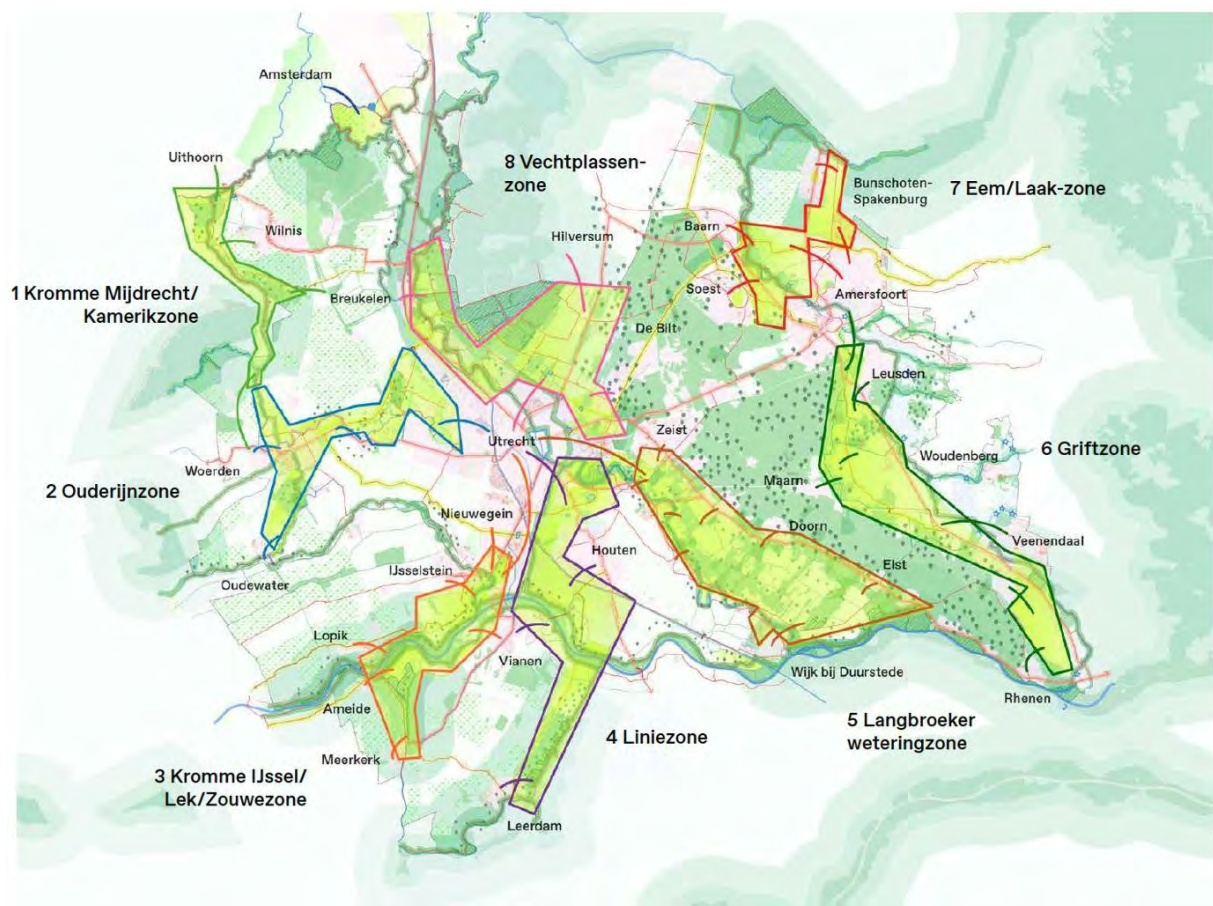 Amsterdam
Uithoorn
8 Vechtplassen-
zone
Bunschoten-
Spakenburg
7 Eem/Laak-zone
Wilnis
Hilversum
Baarn
1 Kromme Mijdrecht/
Kamerikzone
Breukelen
Soest
Amersfoort
De Bilt
Leusden
Woerden
Utrecht
Zeist
Woudenberg
6 Griftzone
2 Ouderijnzone
Maarn
Nieuwegein
Doorn
Veenendaal
Houten
Oudewater
IJsselstein
Elst
Lopik
Vianen
Wijk bij Duurstede
Rhenen
Ameide
4 Liniezone
5 Langbroeker
weteringzone
Meerkerk
3 Kromme IJssel/
Lek/Zouwezone
Leerdam